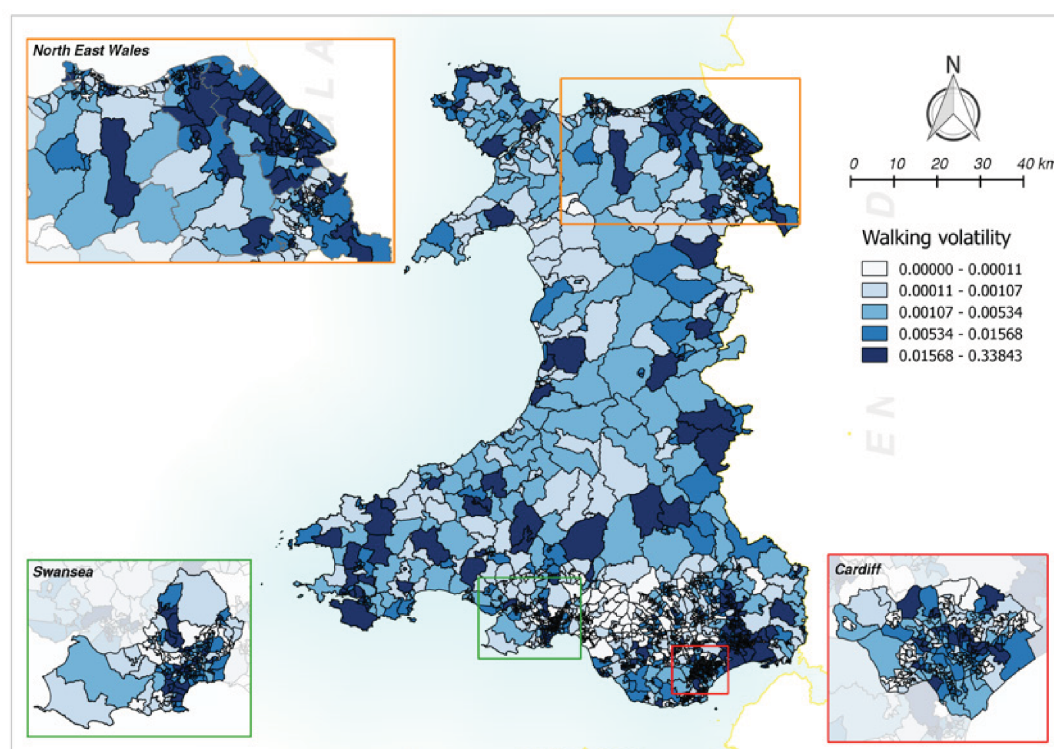 North East Wales
N
0 10 20 30 40 km
Walking volatility
0.00000 - 0.00011
0.00011 - 0.00107
0.00107 - 0.00534
0.00534 - 0.01568
0.01568 - 0.33843
Swansea
Cardiff